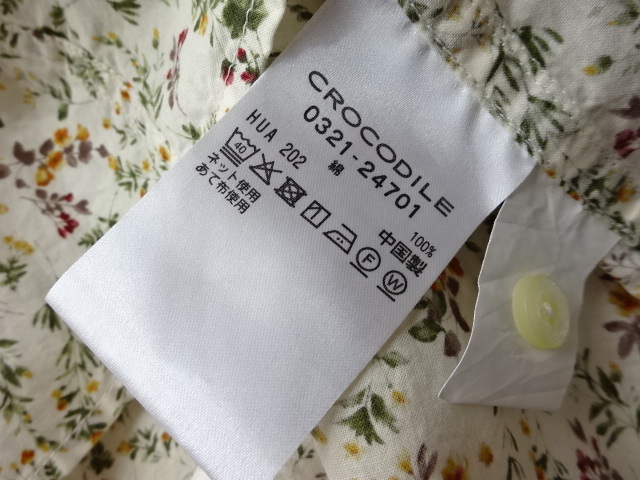 CROCODILE
0321-24701
綿 100%
HUA 202 中国製
40 F W
ネット使用
あて布使用